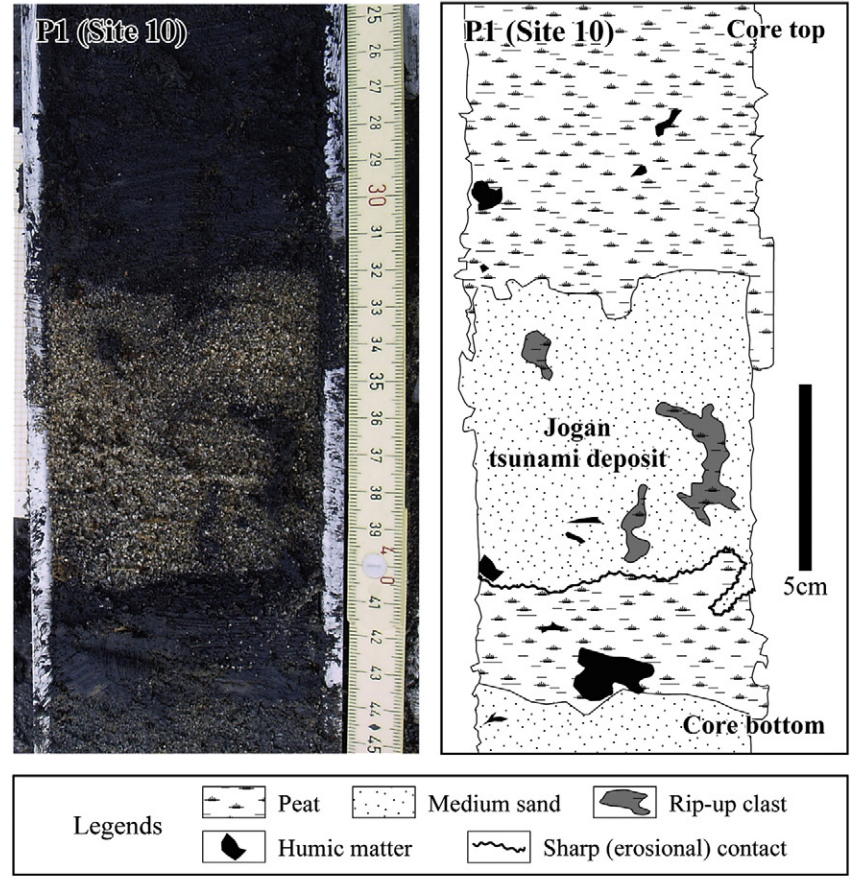 P1 (Site 10)
25
26
27
28
29
30
31
32
33
34
35
36
37
38
39
40
41
42
43
44
45
P1 (Site 10)
Core top
Jogan
tsunami deposit
5cm
Core bottom
Legends
Peat
Medium sand
Rip-up clast
Humic matter
Sharp (erosional) contact